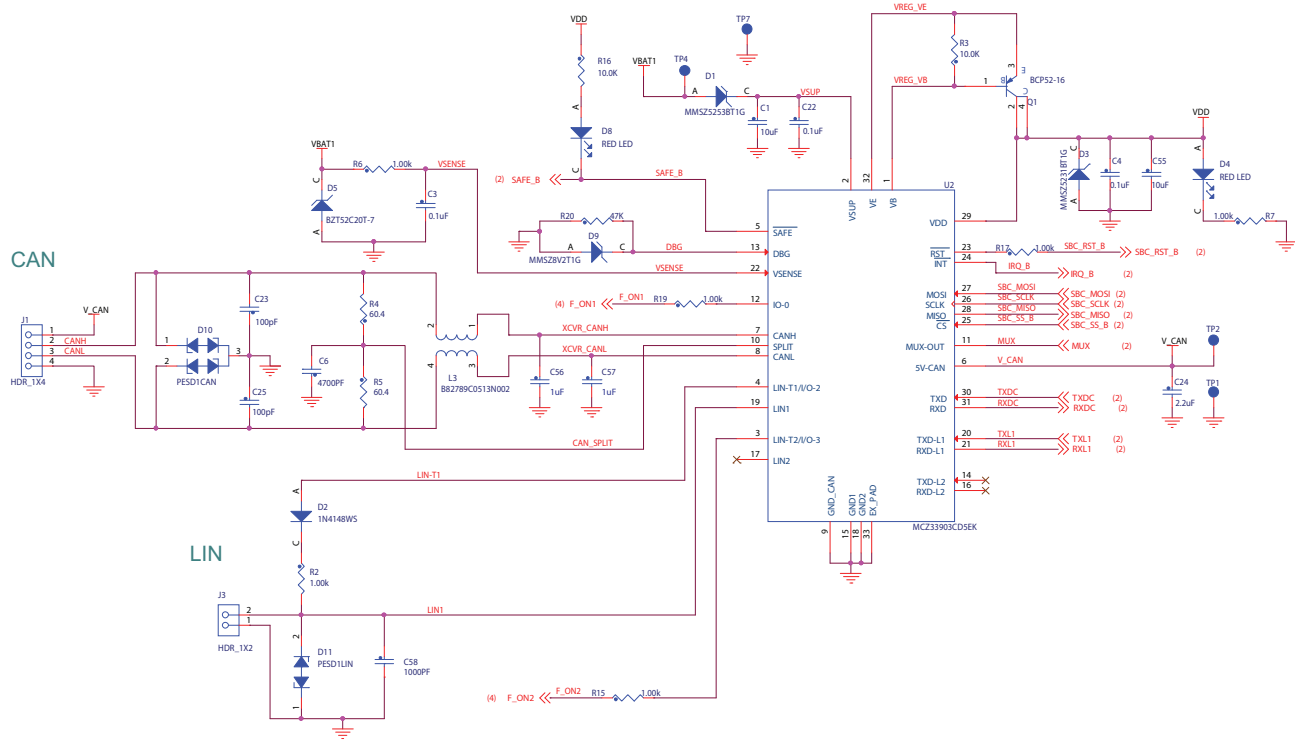 VREG_VE
VDD
TP7
R3
10.0K
R16
10.0K
VBAT1
TP4
D1
A
C
MMSZ5253BT1G
VSUP
C1
10uF
C22
0.1uF
VREG_VB
1
3
E
B
C
2
4
BCP52-16
Q1
VDD
A
D8
RED LED
C
VBAT1
R6
1.00k
VSENSE
C
D5
BZT52C20T-7
A
C3
0.1uF
(2)
SAFE_B
SAFE_B
C
D3
A
MMSZ5231BT1G
C4
0.1uF
C55
10uF
A
D4
RED LED
C
1.00k
R7
2
32
1
U2
VSUP
VE
VB
VDD
29
R20
47K
D9
A
C
MMSZ8V2T1G
DBG
5
SAFE
13
DBG
VSENSE
22
VSENSE
RST
23
R17
1.00k
SBC_RST_B
SBC_RST_B
(2)
INT
24
IRQ_B
IRQ_B
(2)
CAN
V_CAN
J1
1
2
CANH
3
CANL
4
HDR_1X4
C23
100pF
D10
1
2
3
PESD1CAN
C25
100pF
R4
60.4
C6
4700PF
R5
60.4
2
1
4
3
L3
B82789C0513N002
(4)
F_ON1
F_ON1
R19
1.00k
12
IO-0
XCVR_CANH
7
CANH
10
SPLIT
XCVR_CANL
8
CANL
C56
1uF
C57
1uF
MOSI
27
SBC_MOSI
SBC_MOSI
(2)
SCLK
26
SBC_SCLK
SBC_SCLK
(2)
MISO
28
SBC_MISO
SBC_MISO
(2)
CS
25
SBC_SS_B
SBC_SS_B
(2)
MUX-OUT
11
MUX
MUX
(2)
TP2
V_CAN
5V-CAN
6
V_CAN
C24
2.2uF
TP1
4
LIN-T1/I/O-2
19
LIN1
TXD
30
TXDC
TXDC
(2)
RXD
31
RXDC
RXDC
(2)
CAN_SPLIT
3
LIN-T2/I/O-3
17
LIN2
TXD-L1
20
TXL1
TXL1
(2)
RXD-L1
21
RXL1
RXL1
(2)
TXD-L2
14
RXD-L2
16
LIN-T1
GND_CAN
GND1
GND2
EX_PAD
9
15
18
33
MCZ33903CD5EK
A
D2
1N4148WS
C
LIN
R2
1.00k
J3
2
1
HDR_1X2
LIN1
2
D11
PESD1LIN
1
C58
1000PF
(4)
F_ON2
F_ON2
R15
1.00k